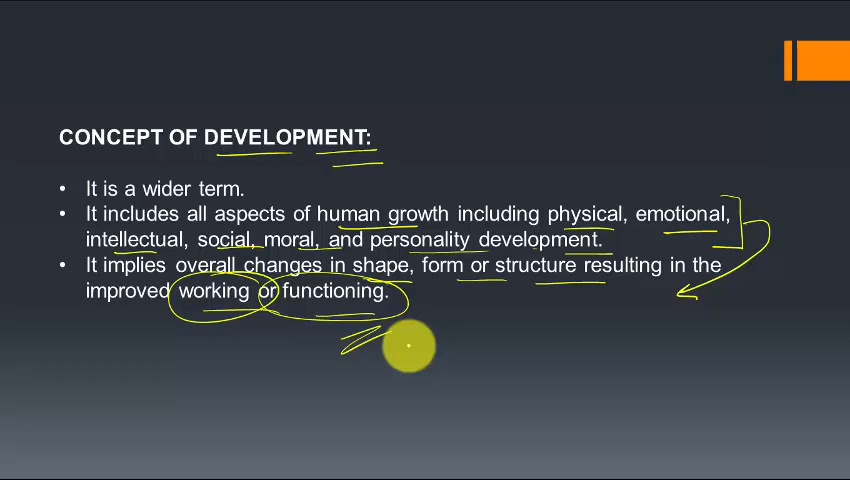 CONCEPT OF DEVELOPMENT:
• It is a wider term.
• It includes all aspects of human growth including physical, emotional,
intellectual, social, moral, and personality development.
• It implies overall changes in shape, form or structure resulting in the
improved working or functioning.